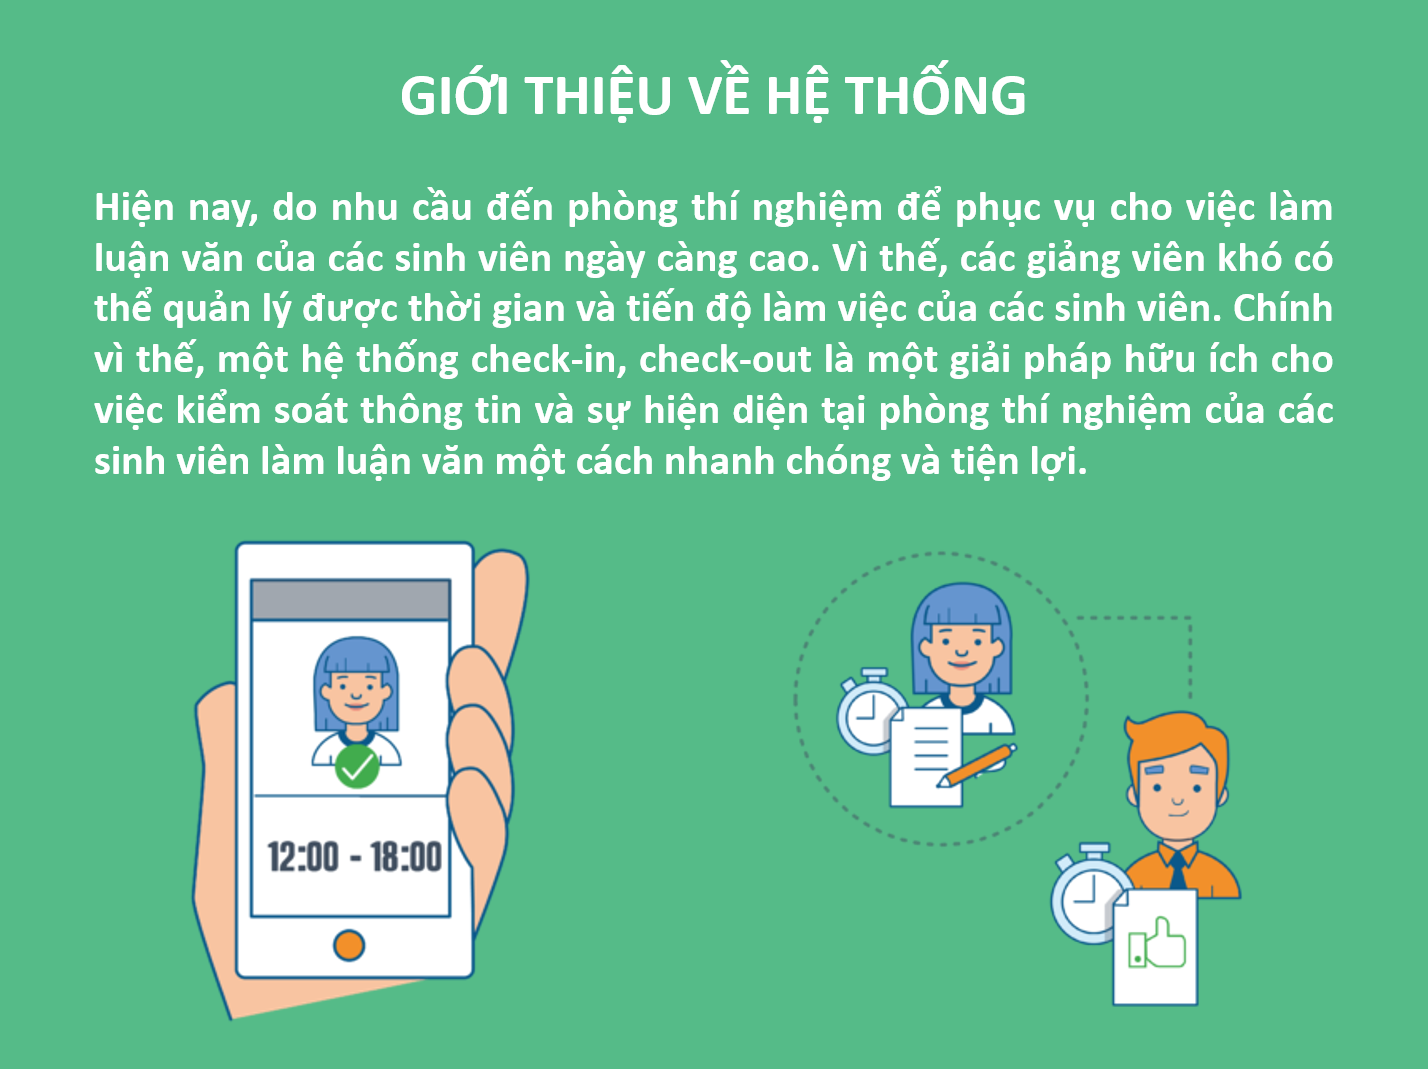 GIỚI THIỆU VỀ HỆ THỐNG
Hiện nay, do nhu cầu đến phòng thí nghiệm để phục vụ cho việc làm
luận văn của các sinh viên ngày càng cao. Vì thế, các giảng viên khó có
thể quản lý được thời gian và tiến độ làm việc của các sinh viên. Chính
vì thế, một hệ thống check-in, check-out là một giải pháp hữu ích cho
việc kiểm soát thông tin và sự hiện diện tại phòng thí nghiệm của các
sinh viên làm luận văn một cách nhanh chóng và tiện lợi.
12:00 - 18:00